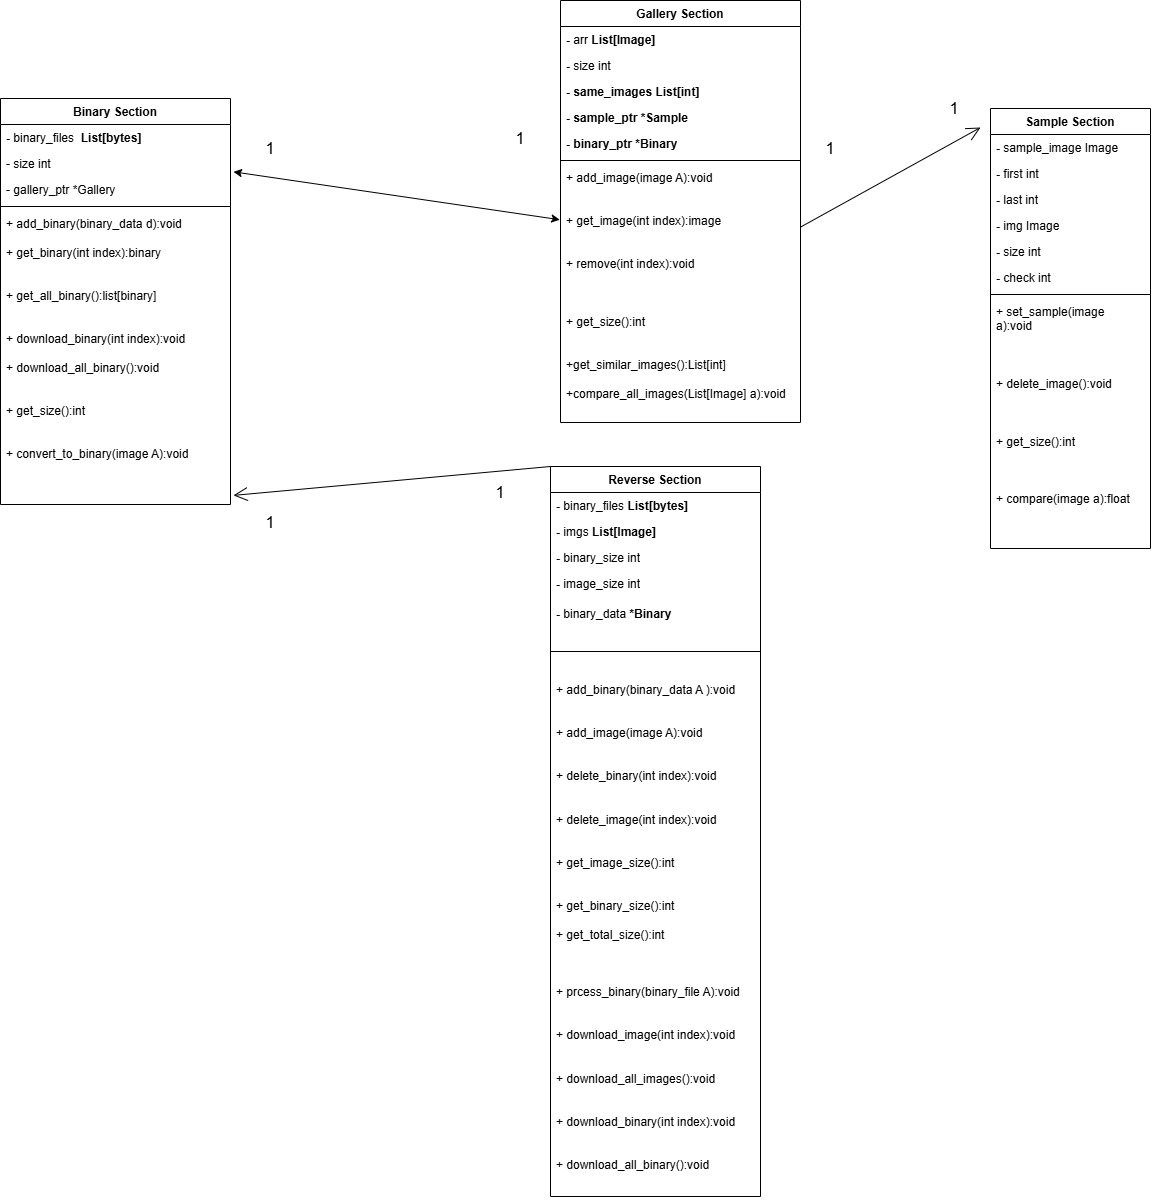 Gallery Section
- arr List[Image]
- size int
- same_images List[int]
- sample_ptr *Sample
- binary_ptr *Binary
+ add_image(image A):void
+ get_image(int index):image
+ remove(int index):void
+ get_size():int
+get_similar_images():List[int]
+compare_all_images(List[Image] a):void
Binary Section
- binary_files List[bytes]
- size int
- gallery_ptr *Gallery
+ add_binary(binary_data d):void
+ get_binary(int index):binary
+ get_all_binary():list[binary]
+ download_binary(int index):void
+ download_all_binary():void
+ get_size():int
+ convert_to_binary(image A):void
1
1
1
1
Sample Section
- sample_image Image
- first int
- last int
- img Image
- size int
- check int
+ set_sample(image
a):void
+ delete_image():void
+ get_size():int
+ compare(image a):float
1
1
Reverse Section
- binary_files List[bytes]
- imgs List[Image]
- binary_size int
- image_size int
- binary_data *Binary
+ add_binary(binary_data A ):void
+ add_image(image A):void
+ delete_binary(int index):void
+ delete_image(int index):void
+ get_image_size():int
+ get_binary_size():int
+ get_total_size():int
+ prcess_binary(binary_file A):void
+ download_image(int index):void
+ download_all_images():void
+ download_binary(int index):void
+ download_all_binary():void